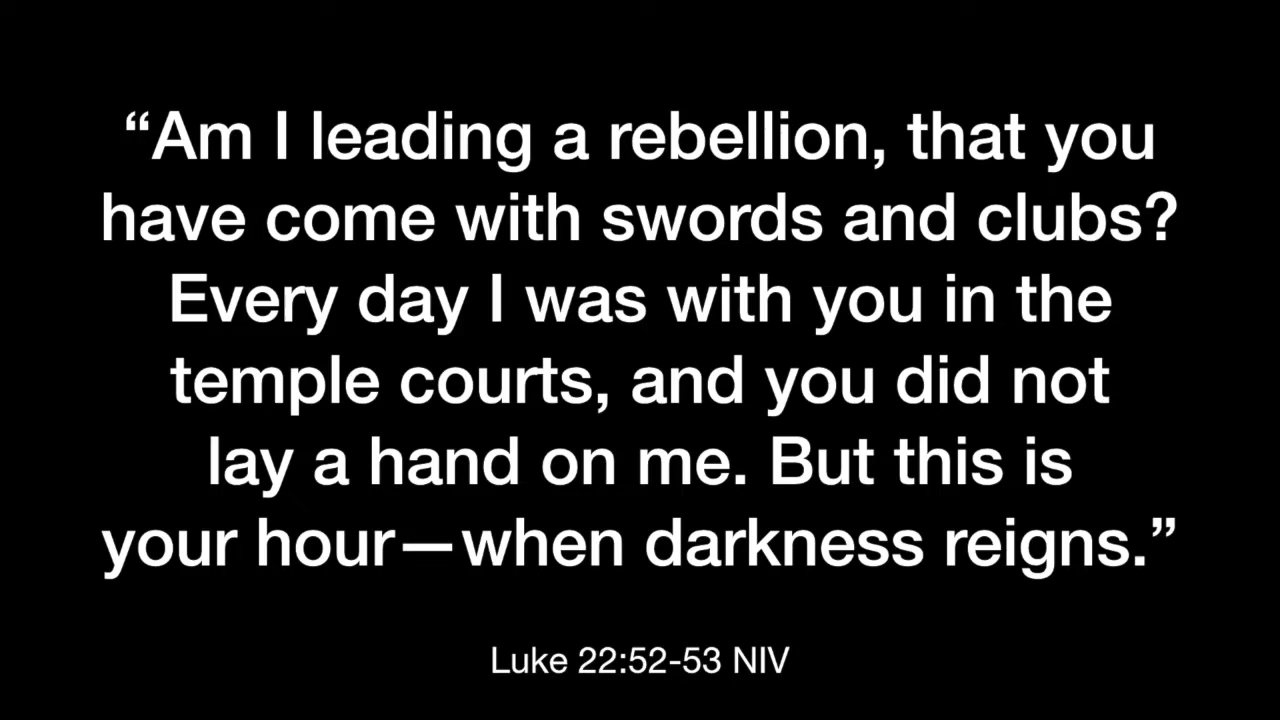 “Am I leading a rebellion, that you
have come with swords and clubs?
Every day I was with you in the
temple courts, and you did not
lay a hand on me. But this is
your hour—when darkness reigns.”
Luke 22:52-53 NIV